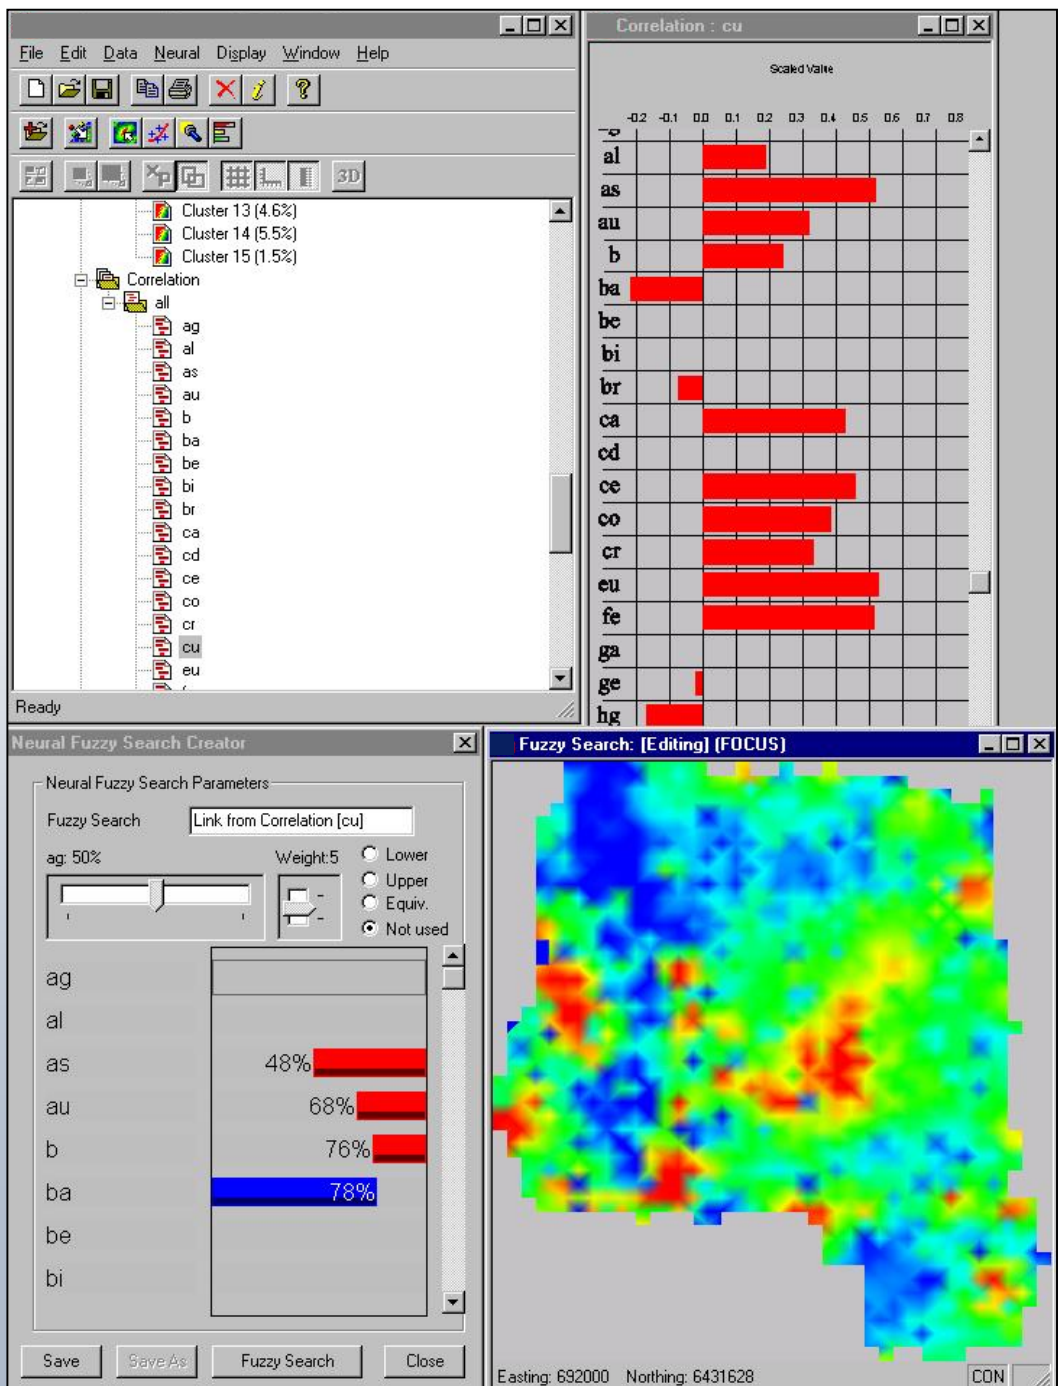 File Edit Data Neural Display Window Help
3D
Cluster 13 (4.6%)
Cluster 14 (5.5%)
Cluster 15 (1.5%)
Correlation
all
ag
al
as
au
b
ba
be
bi
br
ca
cd
ce
co
cr
cu
eu
Ready
Correlation : cu
Scaled Value
-0.2 -0.1 0.0 0.1 0.2 0.3 0.4 0.5 0.6 0.8
al
as
au
b
ba
be
bi
br
ca
cd
ce
co
cr
eu
fe
ga
ge
hg
Neural Fuzzy Search Creator
Neural Fuzzy Search Parameters
Fuzzy Search Link from Correlation [cu]
ag: 50% Weight:5 Lower
Upper
Equiv.
Not used
ag
al
as 48%
au 68%
b 76%
ba 78%
be
bi
Save Save As Fuzzy Search Close
Fuzzy Search: [Editing] (FOCUS)
Easting: 692000 Northing: 6431628 CON